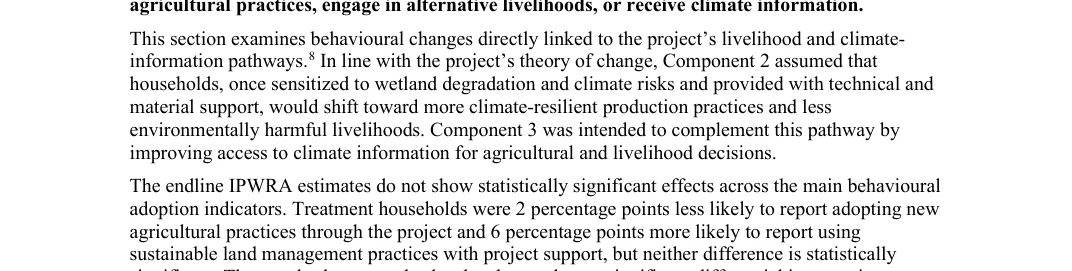 agricultural practices, engage in alternative livelihoods, or receive climate information.
This section examines behavioural changes directly linked to the project's livelihood and climate-
information pathways.⁸ In line with the project's theory of change, Component 2 assumed that
households, once sensitized to wetland degradation and climate risks and provided with technical and
material support, would shift toward more climate-resilient production practices and less
environmentally harmful livelihoods. Component 3 was intended to complement this pathway by
improving access to climate information for agricultural and livelihood decisions.
The endline IPWRA estimates do not show statistically significant effects across the main behavioural
adoption indicators. Treatment households were 2 percentage points less likely to report adopting new
agricultural practices through the project and 6 percentage points more likely to report using
sustainable land management practices with project support, but neither difference is statistically